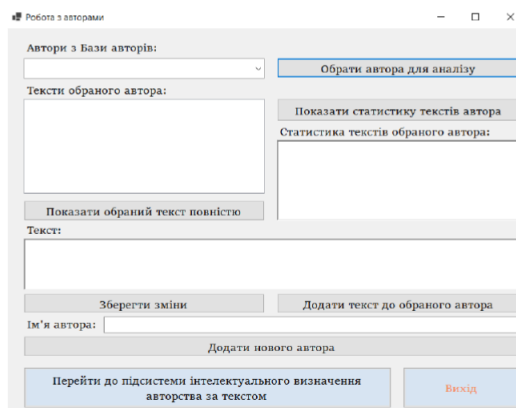 Робота з авторами
Автори з Бази авторів:
Обрати автора для аналізу
Тексти обраного автора:
Показати статистику текстів автора
Статистика текстів обраного автора:
Показати обраний текст повністю
Текст:
Зберегти зміни
Додати текст до обраного автора
Ім'я автора:
Додати нового автора
Перейти до підсистеми інтелектуального визначення
авторства за текстом
Вихід